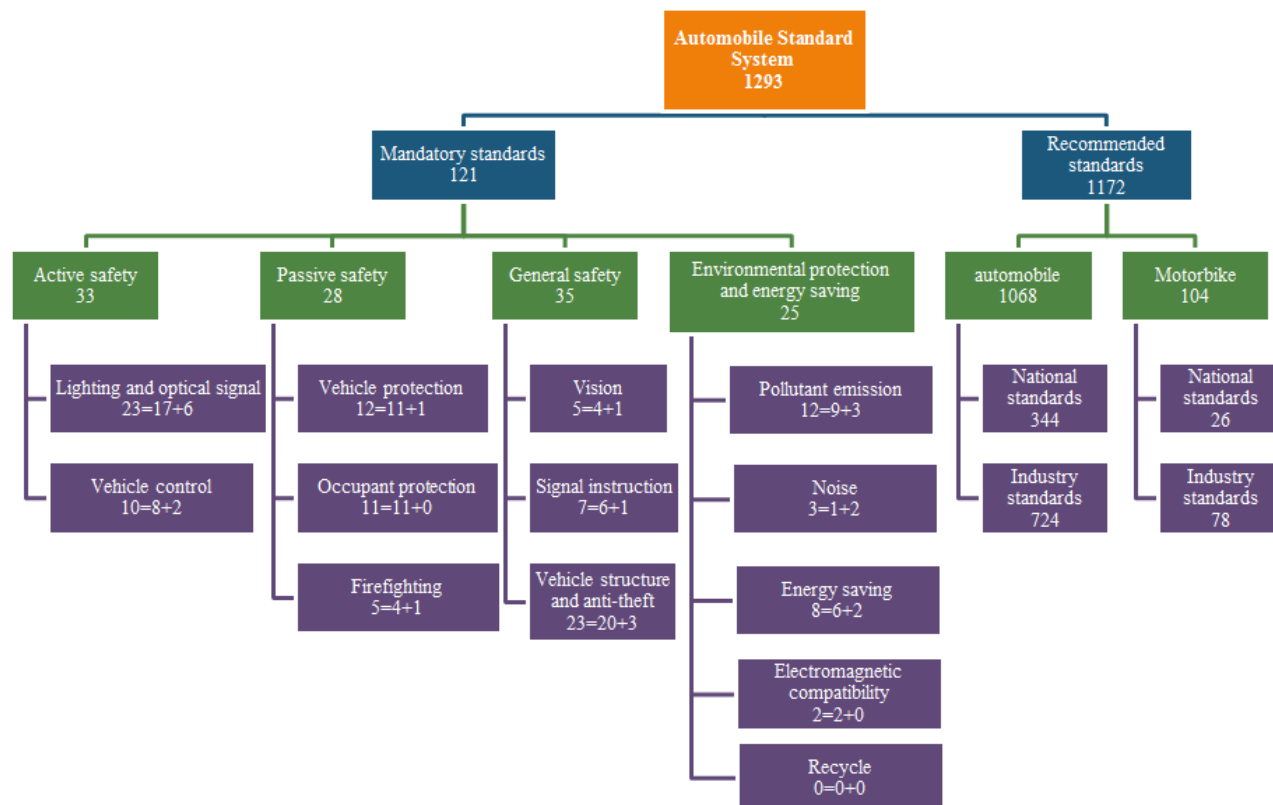 Automobile Standard
System
1293
Mandatory standards
121
Recommended
standards
1172
Active safety
33
Passive safety
28
General safety
35
Environmental protection
and energy saving
25
automobile
1068
Motorbike
104
Lighting and optical signal
23=17+6
Vehicle control
10=8+2
Vehicle protection
12=11+1
Occupant protection
11=11+0
Firefighting
5=4+1
Vision
5=4+1
Signal instruction
7=6+1
Vehicle structure
and anti-theft
23=20+3
Pollutant emission
12=9+3
Noise
3=1+2
Energy saving
8=6+2
Electromagnetic
compatibility
2=2+0
Recycle
0=0+0
National
standards
344
Industry
standards
724
National
standards
26
Industry
standards
78